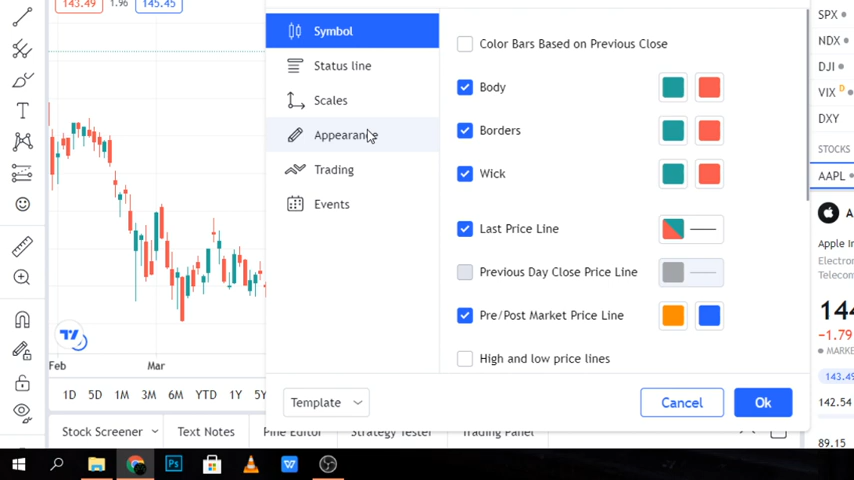 143.49 1.96 145.45
Symbol
Status line
Scales
Appearance
Trading
Events
Color Bars Based on Previous Close
Body
Borders
Wick
Last Price Line
Previous Day Close Price Line
Pre/Post Market Price Line
High and low price lines
Template
Cancel
Ok
Feb
Mar
1D 5D 1M 3M 6M YTD 1Y 5Y
Stock Screener
Text Notes
Pine Editor
Strategy Tester
Trading Panel
SPX
NDX
DJI
VIX D
DXY
STOCKS
AAPL
Apple In
Electron
Telecom
14
−1.79
MARKE
143.49
142.54
89.15
Ps